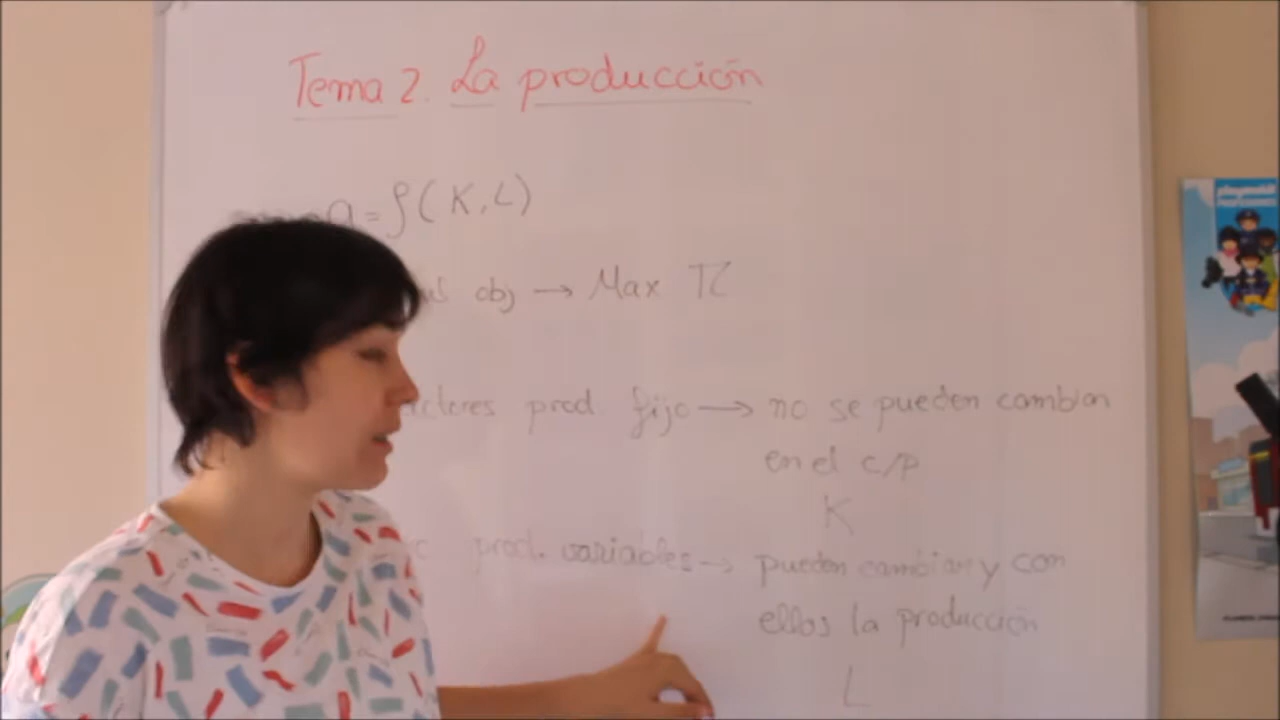 Tema 2. La producción
Q = f(K,L)
obj → Max π
prod. fijo → no se pueden cambiar
en el c/p
K
prod. variables → pueden cambiar y con
ellos la producción
L
playmobil